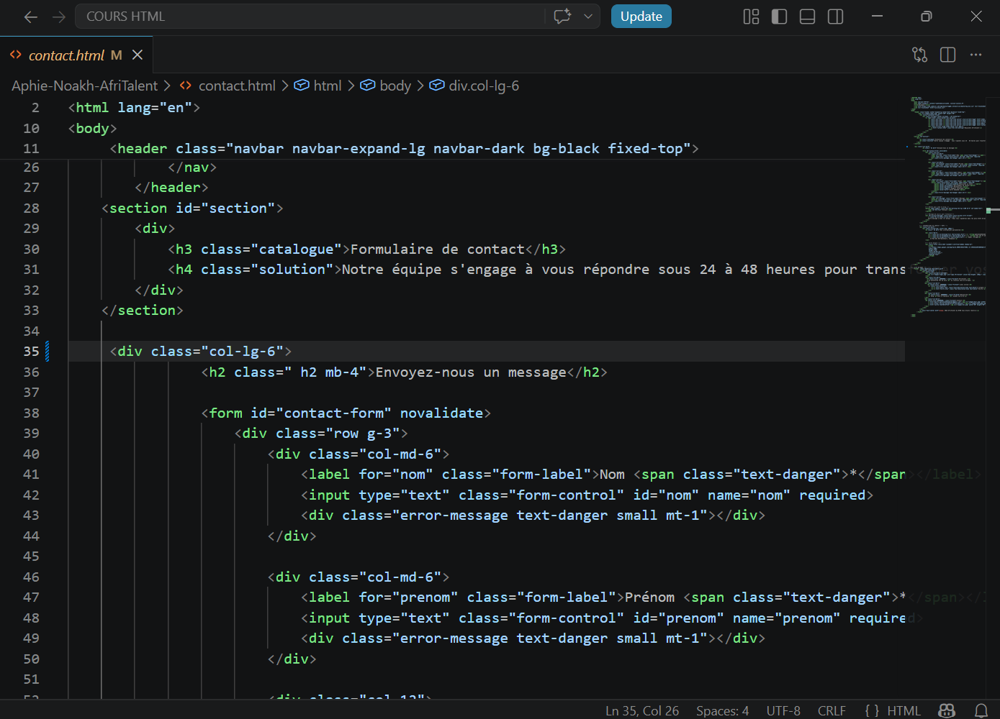 COURS HTML
Update
contact.html M
Aphie-Noakh-AfriTalent > contact.html > html > body > div.col-lg-6
2 <html lang="en">
10 <body>
11 <header class="navbar navbar-expand-lg navbar-dark bg-black fixed-top">
26 </nav>
27 </header>
28 <section id="section">
29 <div>
30 <h3 class="catalogue">Formulaire de contact</h3>
31 <h4 class="solution">Notre équipe s'engage à vous répondre sous 24 à 48 heures pour transformer vos
32 </div>
33 </section>
34
35 <div class="col-lg-6">
36 <h2 class=" h2 mb-4">Envoyez-nous un message</h2>
37
38 <form id="contact-form" novalidate>
39 <div class="row g-3">
40 <div class="col-md-6">
41 <label for="nom" class="form-label">Nom <span class="text-danger">*</span></label>
42 <input type="text" class="form-control" id="nom" name="nom" required>
43 <div class="error-message text-danger small mt-1"></div>
44 </div>
45
46 <div class="col-md-6">
47 <label for="prenom" class="form-label">Prénom <span class="text-danger">*</span></l
48 <input type="text" class="form-control" id="prenom" name="prenom" required>
49 <div class="error-message text-danger small mt-1"></div>
50 </div>
51
52 <div class="col-12">
Ln 35, Col 26 Spaces: 4 UTF-8 CRLF { } HTML